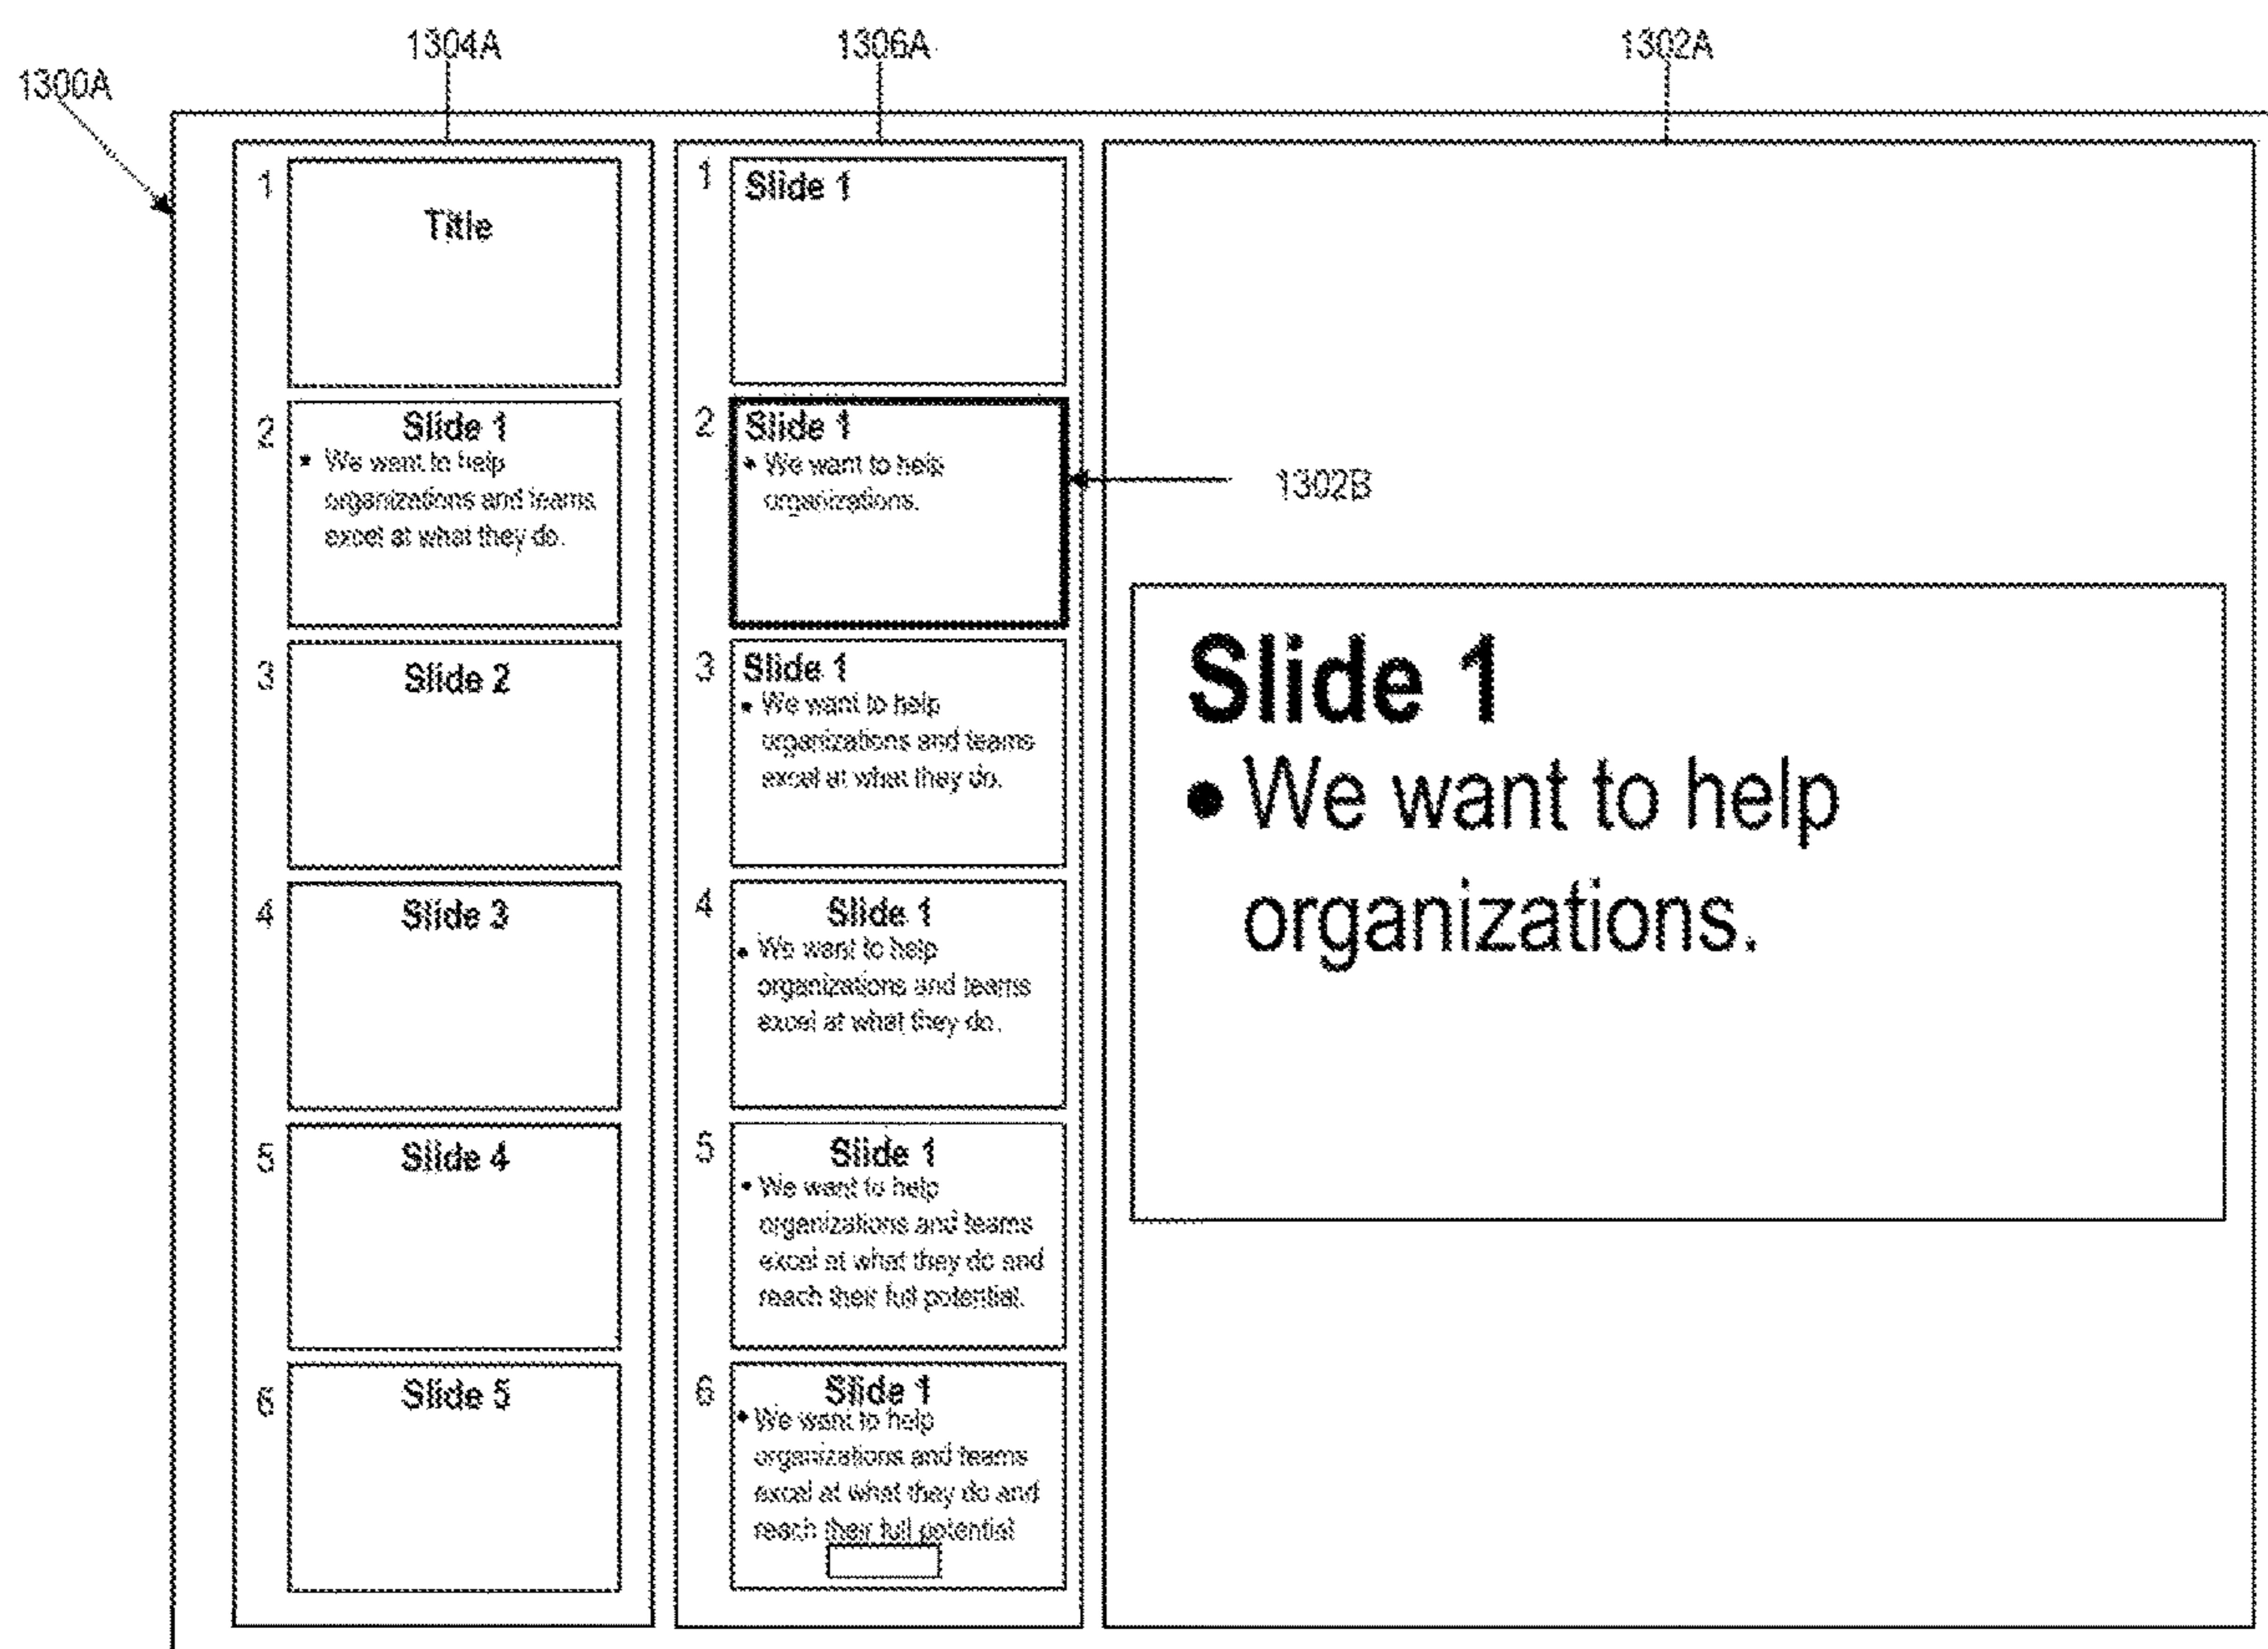 1304A
1306A
1302A
1300A
1
Title
2
Slide 1
• We want to help
organizations and teams
excel at what they do.
3
Slide 2
4
Slide 3
5
Slide 4
6
Slide 5
1
Slide 1
2
Slide 1
• We want to help
organizations.
3
Slide 1
• We want to help
organizations and teams
excel at what they do.
4
Slide 1
• We want to help
organizations and teams
excel at what they do.
5
Slide 1
• We want to help
organizations and teams
excel at what they do and
reach their full potential.
6
Slide 1
• We want to help
organizations and teams
excel at what they do and
reach their full potential
1302B
Slide 1
• We want to help
organizations.